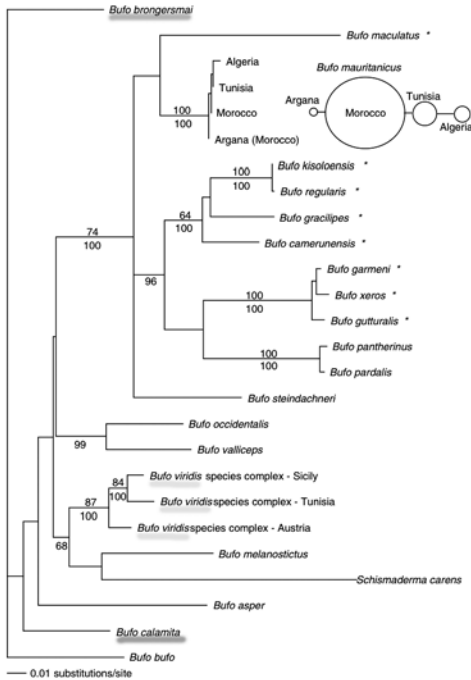 Bufo brongersmai
Bufo maculatus *
Bufo mauritanicus
Algeria
Tunisia
Morocco
Argana (Morocco)
100
100
Argana
Morocco
Tunisia
Algeria
Bufo kisoloensis *
100
100
Bufo regularis *
Bufo gracilipes *
64
100
Bufo camerunensis *
74
100
96
Bufo garmeni *
100
100
Bufo xeros *
Bufo gutturalis *
Bufo pantherinus
100
100
Bufo pardalis
Bufo steindachneri
Bufo occidentalis
99
Bufo valliceps
Bufo viridis species complex - Sicily
84
100
87
100
Bufo viridis species complex - Tunisia
Bufo viridis species complex - Austria
68
Bufo melanostictus
Schismaderma carens
Bufo asper
Bufo calamita
Bufo bufo
0.01 substitutions/site